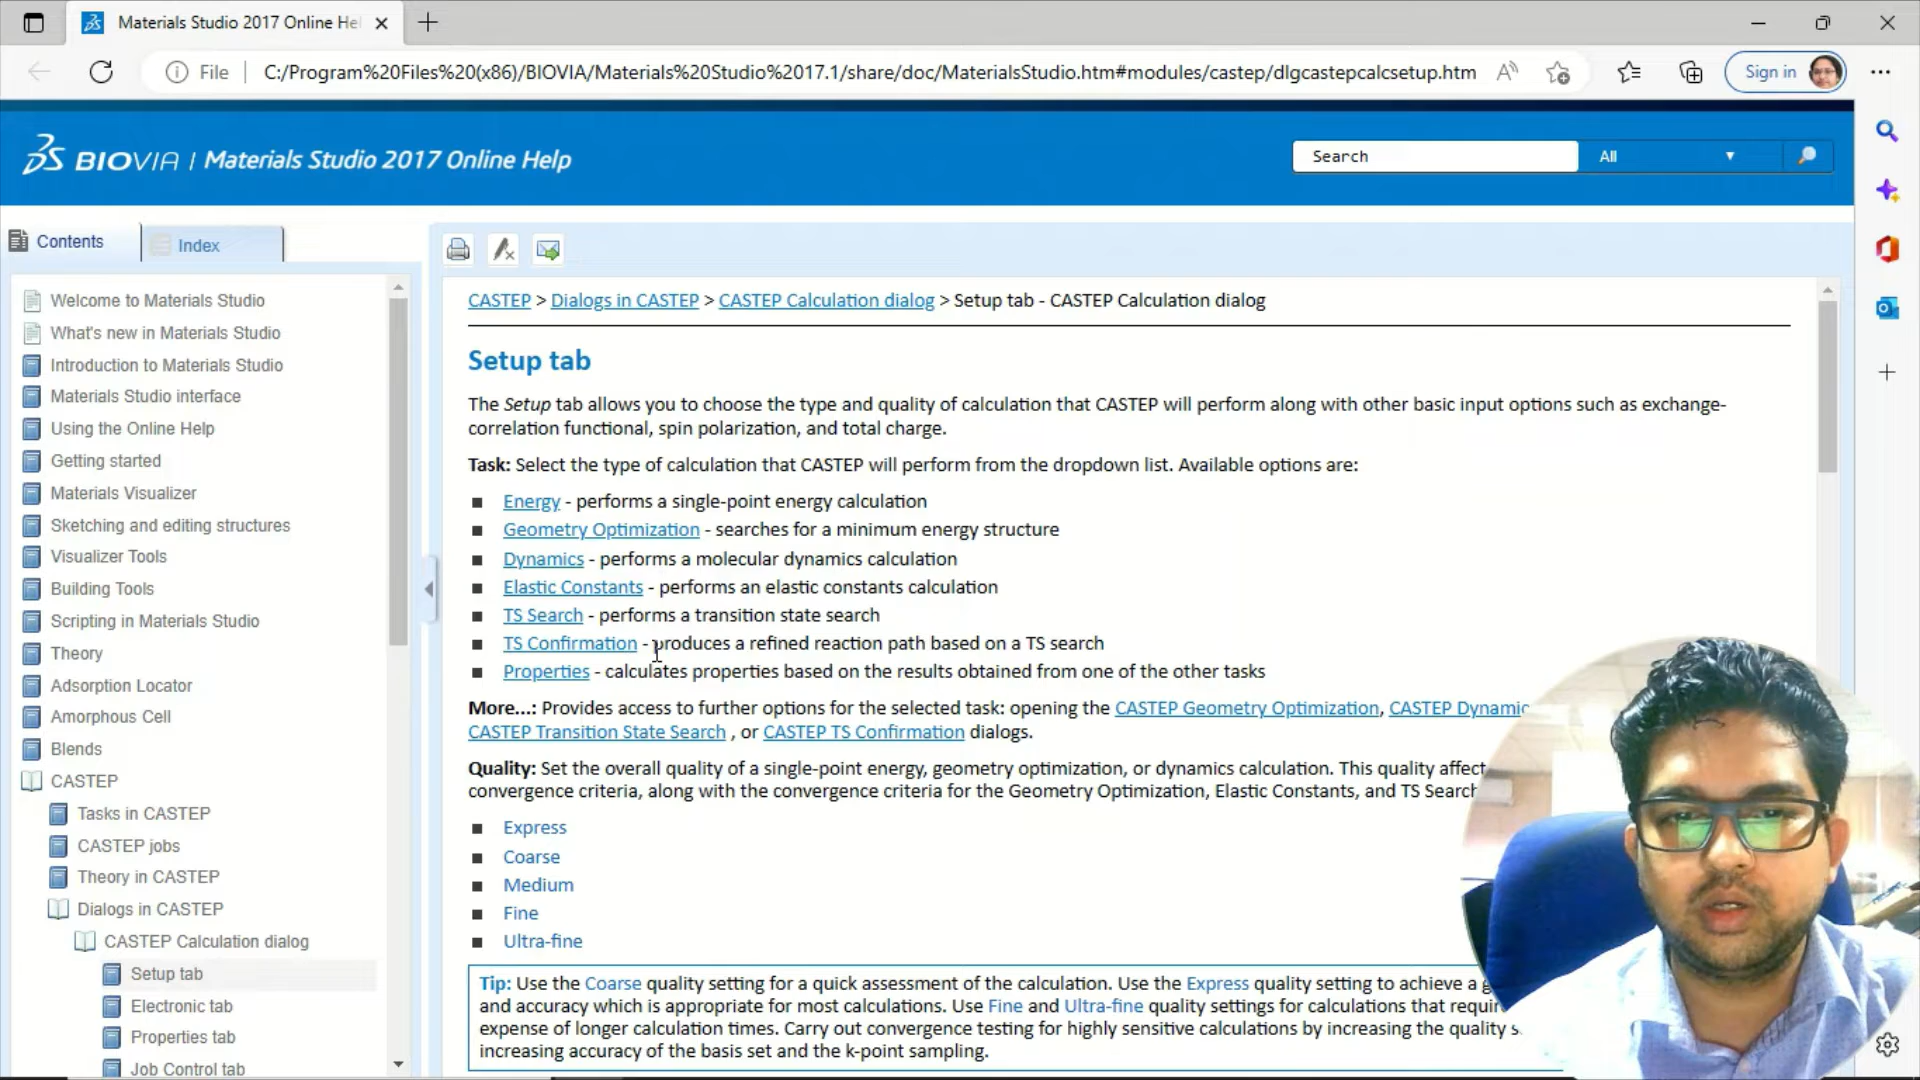 Materials Studio 2017 Online He
File
C:/Program%20Files%20(x86)/BIOVIA/Materials%20Studio%2017.1/share/doc/MaterialsStudio.htm#modules/castep/dlgcastepcalcsetup.htm
Sign in
BIOVIA | Materials Studio 2017 Online Help
Search
All
Contents
Index
Welcome to Materials Studio
What's new in Materials Studio
Introduction to Materials Studio
Materials Studio interface
Using the Online Help
Getting started
Materials Visualizer
Sketching and editing structures
Visualizer Tools
Building Tools
Scripting in Materials Studio
Theory
Adsorption Locator
Amorphous Cell
Blends
CASTEP
Tasks in CASTEP
CASTEP jobs
Theory in CASTEP
Dialogs in CASTEP
CASTEP Calculation dialog
Setup tab
Electronic tab
Properties tab
Job Control tab
CASTEP > Dialogs in CASTEP > CASTEP Calculation dialog > Setup tab - CASTEP Calculation dialog
Setup tab
The Setup tab allows you to choose the type and quality of calculation that CASTEP will perform along with other basic input options such as exchange-
correlation functional, spin polarization, and total charge.
Task: Select the type of calculation that CASTEP will perform from the dropdown list. Available options are:
Energy - performs a single-point energy calculation
Geometry Optimization - searches for a minimum energy structure
Dynamics - performs a molecular dynamics calculation
Elastic Constants - performs an elastic constants calculation
TS Search - performs a transition state search
TS Confirmation - produces a refined reaction path based on a TS search
Properties - calculates properties based on the results obtained from one of the other tasks
More...: Provides access to further options for the selected task: opening the CASTEP Geometry Optimization, CASTEP Dynamic
CASTEP Transition State Search , or CASTEP TS Confirmation dialogs.
Quality: Set the overall quality of a single-point energy, geometry optimization, or dynamics calculation. This quality affect
convergence criteria, along with the convergence criteria for the Geometry Optimization, Elastic Constants, and TS Search
Express
Coarse
Medium
Fine
Ultra-fine
Tip: Use the Coarse quality setting for a quick assessment of the calculation. Use the Express quality setting to achieve a g
and accuracy which is appropriate for most calculations. Use Fine and Ultra-fine quality settings for calculations that requir
expense of longer calculation times. Carry out convergence testing for highly sensitive calculations by increasing the quality s
increasing accuracy of the basis set and the k-point sampling.